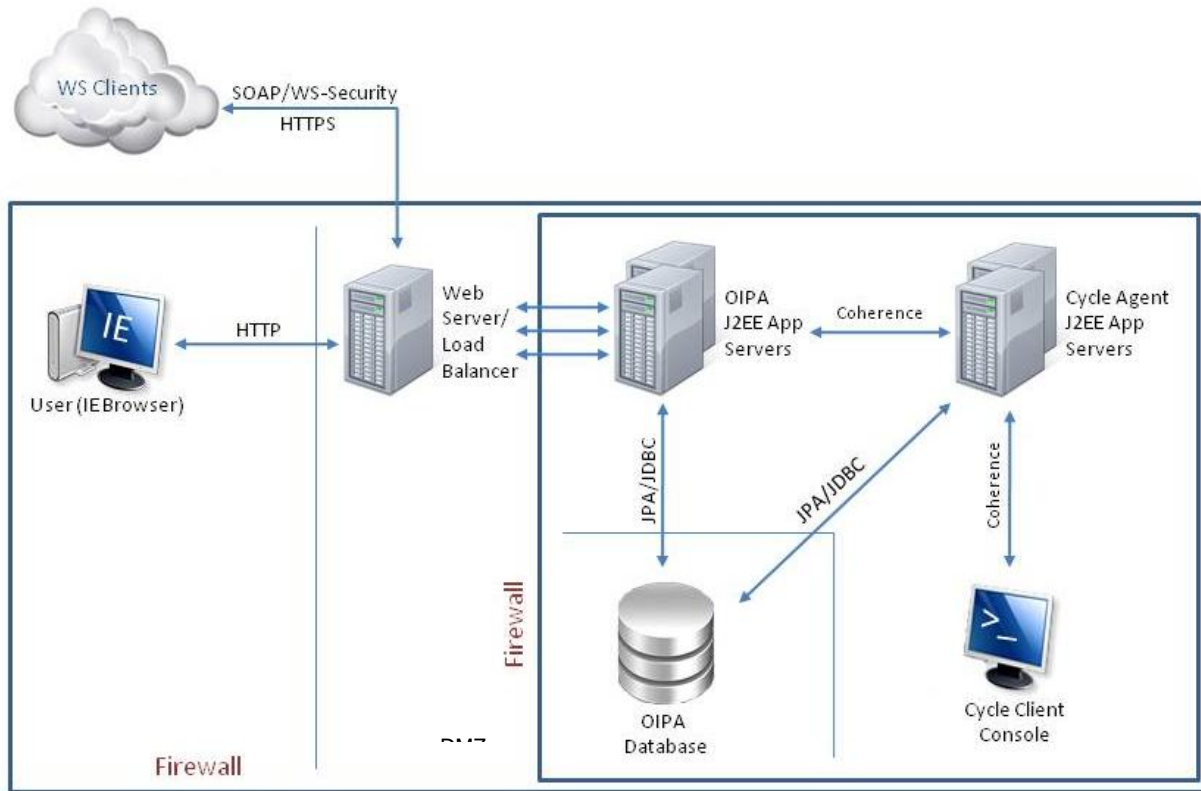 WS Clients
SOAP/WS-Security
HTTPS
IE
User (IEBrowser)
HTTP
Web
Server/
Load
Balancer
OIPA
J2EE App
Servers
Coherence
Cycle Agent
J2EE App
Servers
JPA/JDBC
JPA/JDBC
Coherence
>_
OIPA
Database
Cycle Client
Console
Firewall
DMZ
Firewall